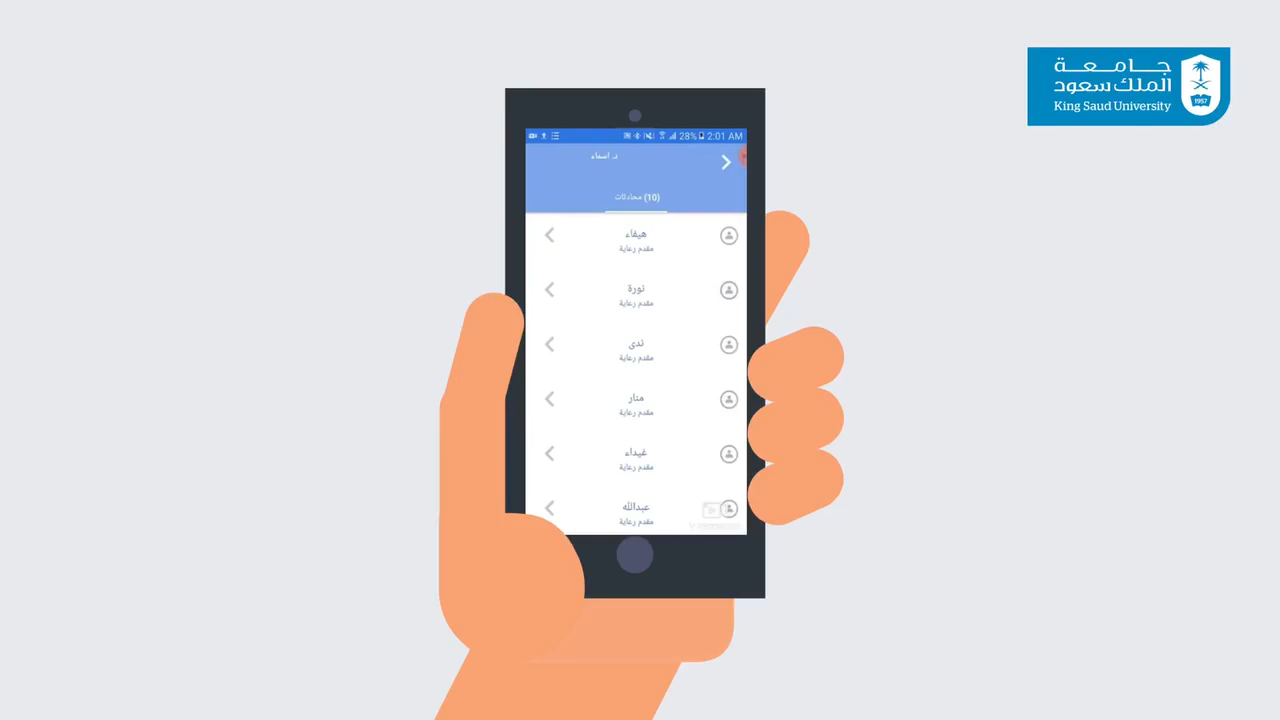 جامعة
الملك سعود
King Saud University
1957
28% 2:01 AM
د. اسماء
محادثات (10)
هيفاء
مقدم رعاية
نورة
مقدم رعاية
ندى
مقدم رعاية
منار
مقدم رعاية
غيداء
مقدم رعاية
عبدالله
مقدم رعاية